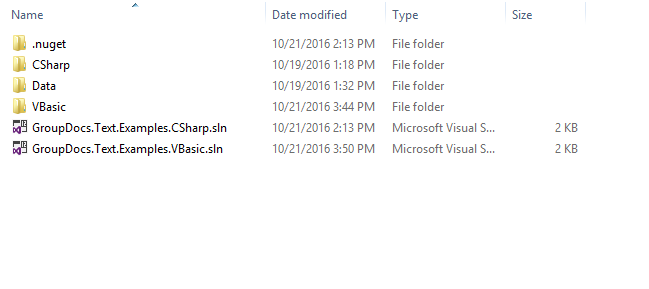 Name Date modified Type Size
.nuget 10/21/2016 2:13 PM File folder
CSharp 10/19/2016 1:18 PM File folder
Data 10/19/2016 1:32 PM File folder
VBasic 10/21/2016 3:44 PM File folder
GroupDocs.Text.Examples.CSharp.sln 10/21/2016 2:13 PM Microsoft Visual S... 2 KB
GroupDocs.Text.Examples.VBasic.sln 10/21/2016 3:50 PM Microsoft Visual S... 2 KB